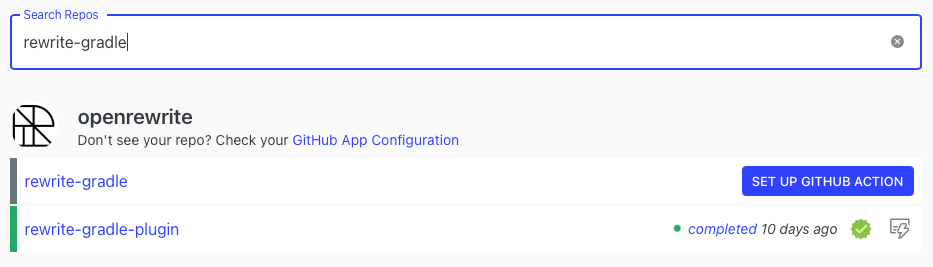 Search Repos
rewrite-gradle
openrewrite
Don't see your repo? Check your GitHub App Configuration
rewrite-gradle SET UP GITHUB ACTION
rewrite-gradle-plugin completed 10 days ago